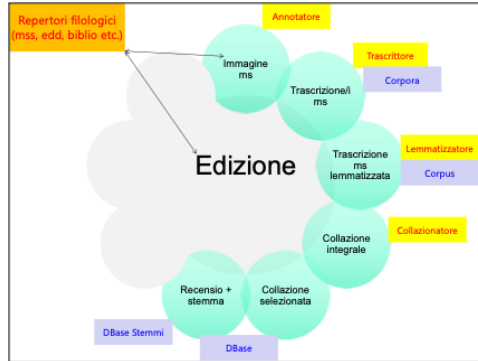 Repertori filologici
(mss, edd, biblio etc.)
Annotatore
Immagine
ms
Trascrittore
Trascrizione/i
ms
Corpora
Lemmatizzatore
Trascrizione
ms
lemmatizzata
Corpus
Edizione
Collazionatore
Collazione
integrale
Recensio +
stemma
Collazione
selezionata
DBase Stemmi
DBase